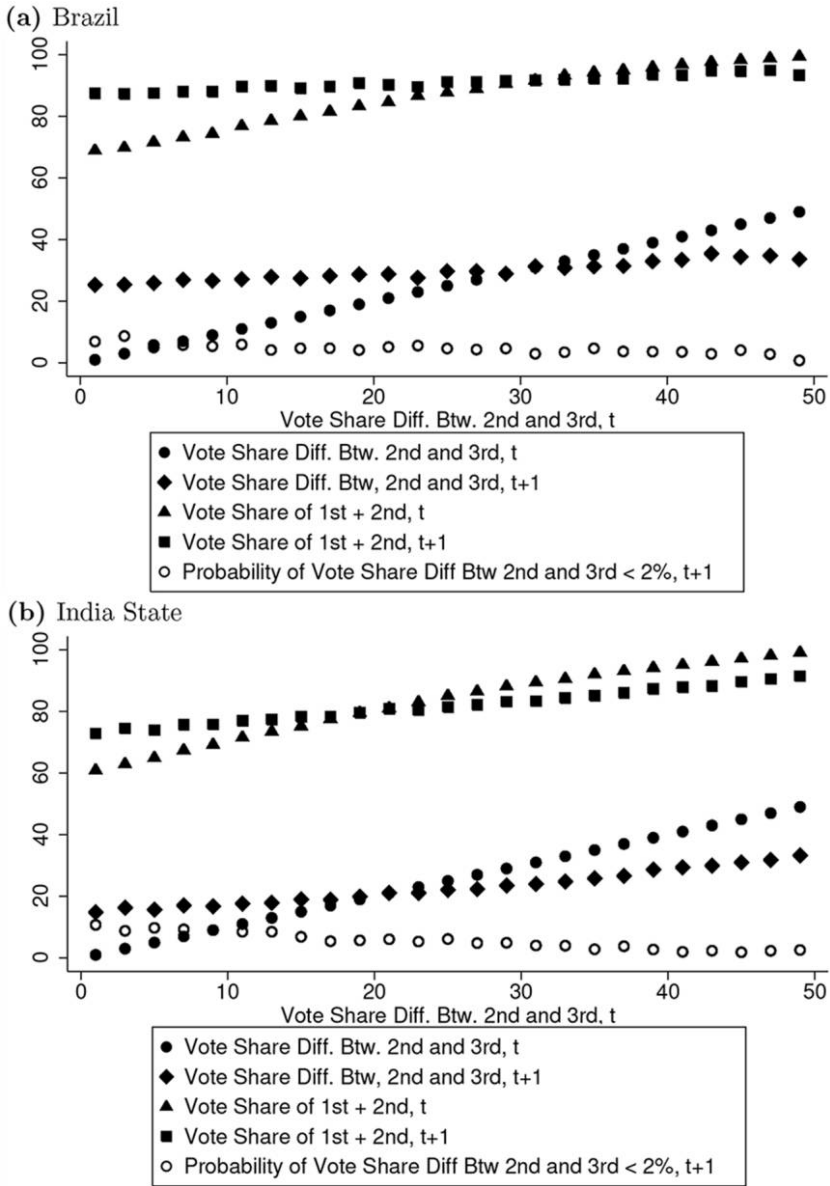 (a) Brazil
100
80
60
40
20
0
0 10 20 30 40 50
Vote Share Diff. Btw. 2nd and 3rd, t
Vote Share Diff. Btw. 2nd and 3rd, t
Vote Share Diff. Btw, 2nd and 3rd, t+1
Vote Share of 1st + 2nd, t
Vote Share of 1st + 2nd, t+1
Probability of Vote Share Diff Btw 2nd and 3rd < 2%, t+1
(b) India State
100
80
60
40
20
0
0 10 20 30 40 50
Vote Share Diff. Btw. 2nd and 3rd, t
Vote Share Diff. Btw. 2nd and 3rd, t
Vote Share Diff. Btw, 2nd and 3rd, t+1
Vote Share of 1st + 2nd, t
Vote Share of 1st + 2nd, t+1
Probability of Vote Share Diff Btw 2nd and 3rd < 2%, t+1